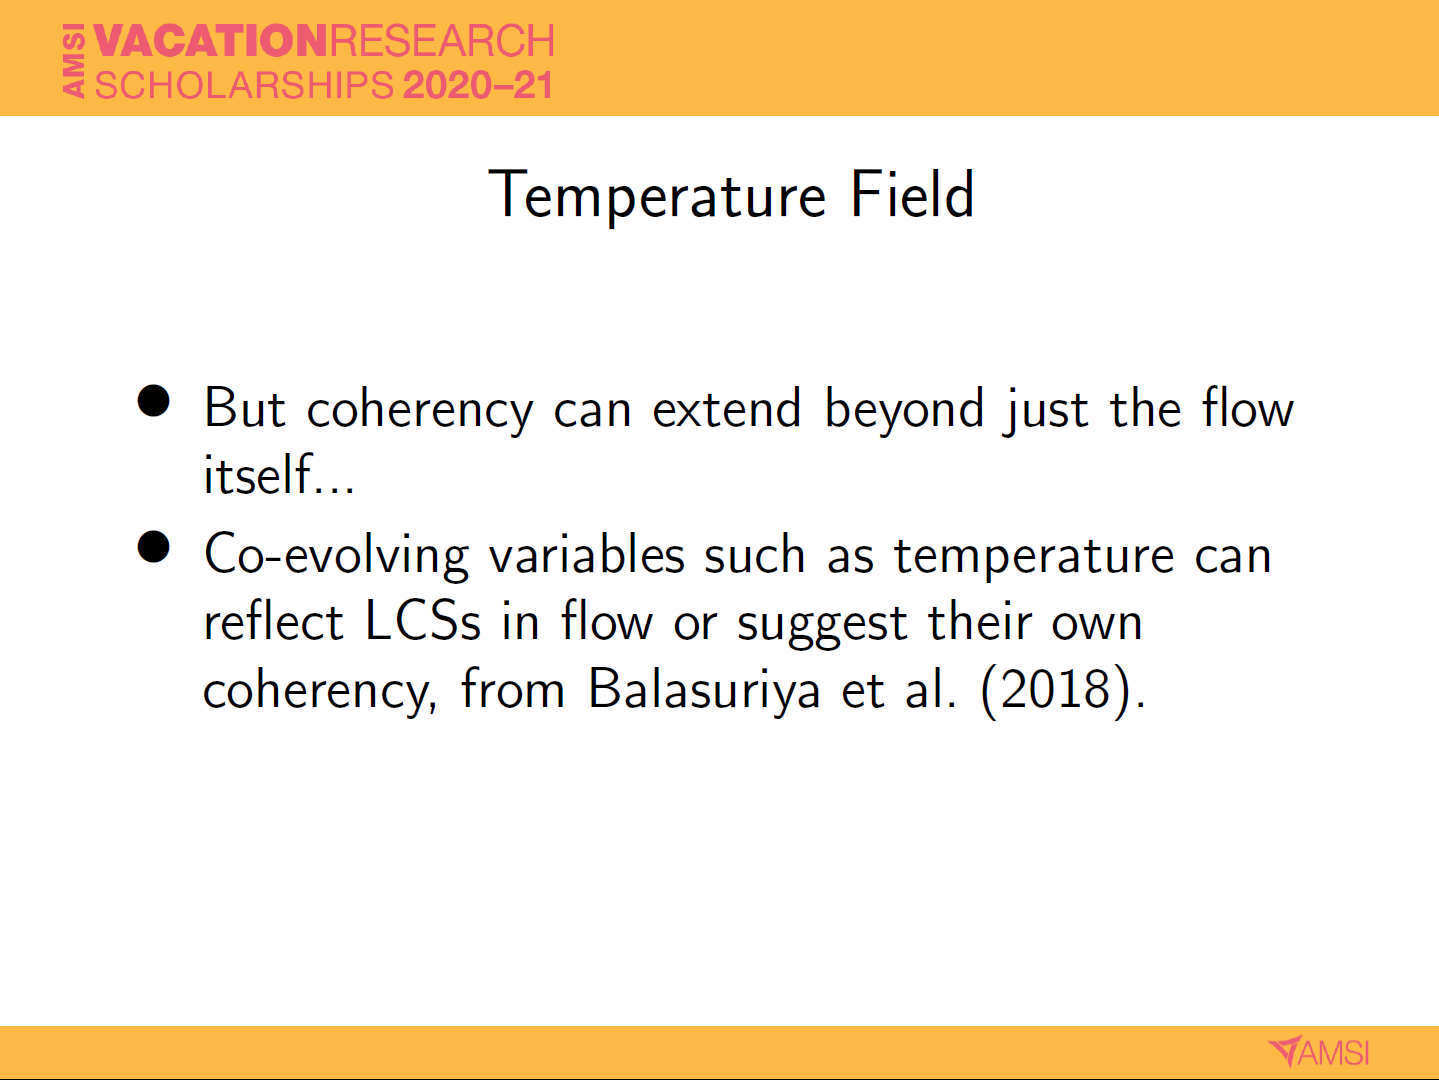 AMSI
VACATIONRESEARCH
SCHOLARSHIPS 2020–21
Temperature Field
● But coherency can extend beyond just the flow
itself...
● Co-evolving variables such as temperature can
reflect LCSs in flow or suggest their own
coherency, from Balasuriya et al. (2018).
AMSI